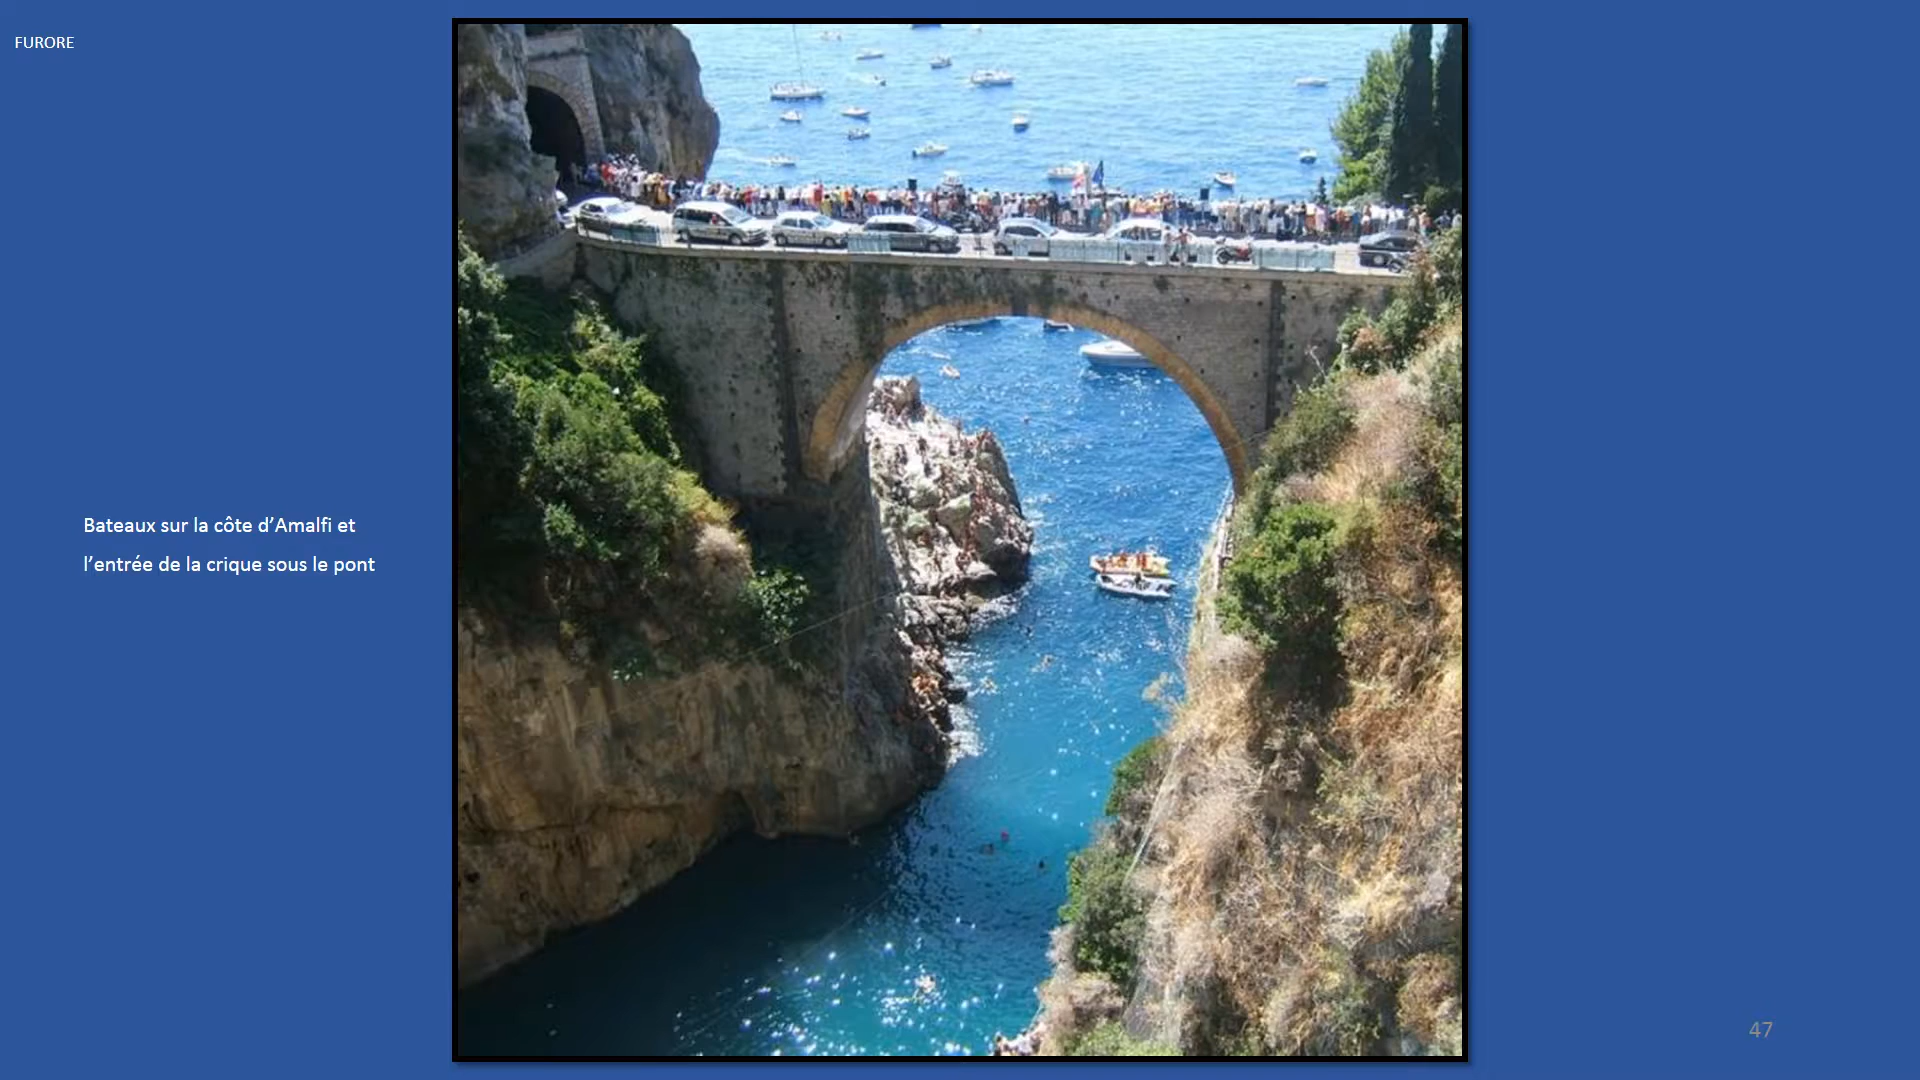 FURORE
Bateaux sur la côte d’Amalfi et
l’entrée de la crique sous le pont
47